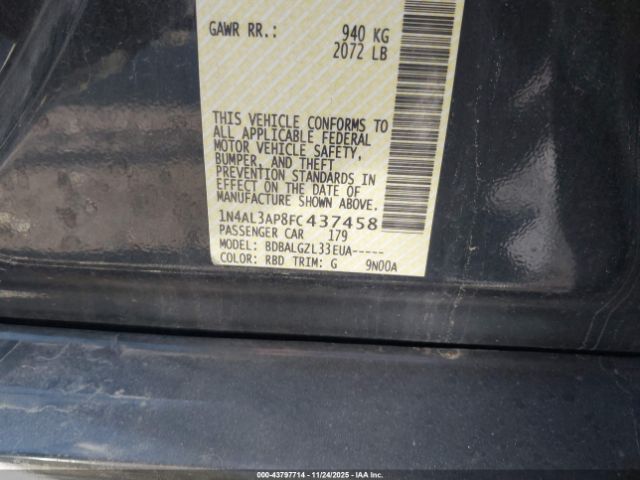 GAWR RR.: 940 KG
2072 LB
THIS VEHICLE CONFORMS TO
ALL APPLICABLE FEDERAL
MOTOR VEHICLE SAFETY,
BUMPER, AND THEFT
PREVENTION STANDARDS IN
EFFECT ON THE DATE OF
MANUFACTURE SHOWN ABOVE.
1N4AL3AP8FC437458
PASSENGER CAR 179
MODEL: BDBALGZL33EUA-----
COLOR: RBD TRIM: G 9N00A
000-43797714 - 11/24/2025 - IAA Inc.